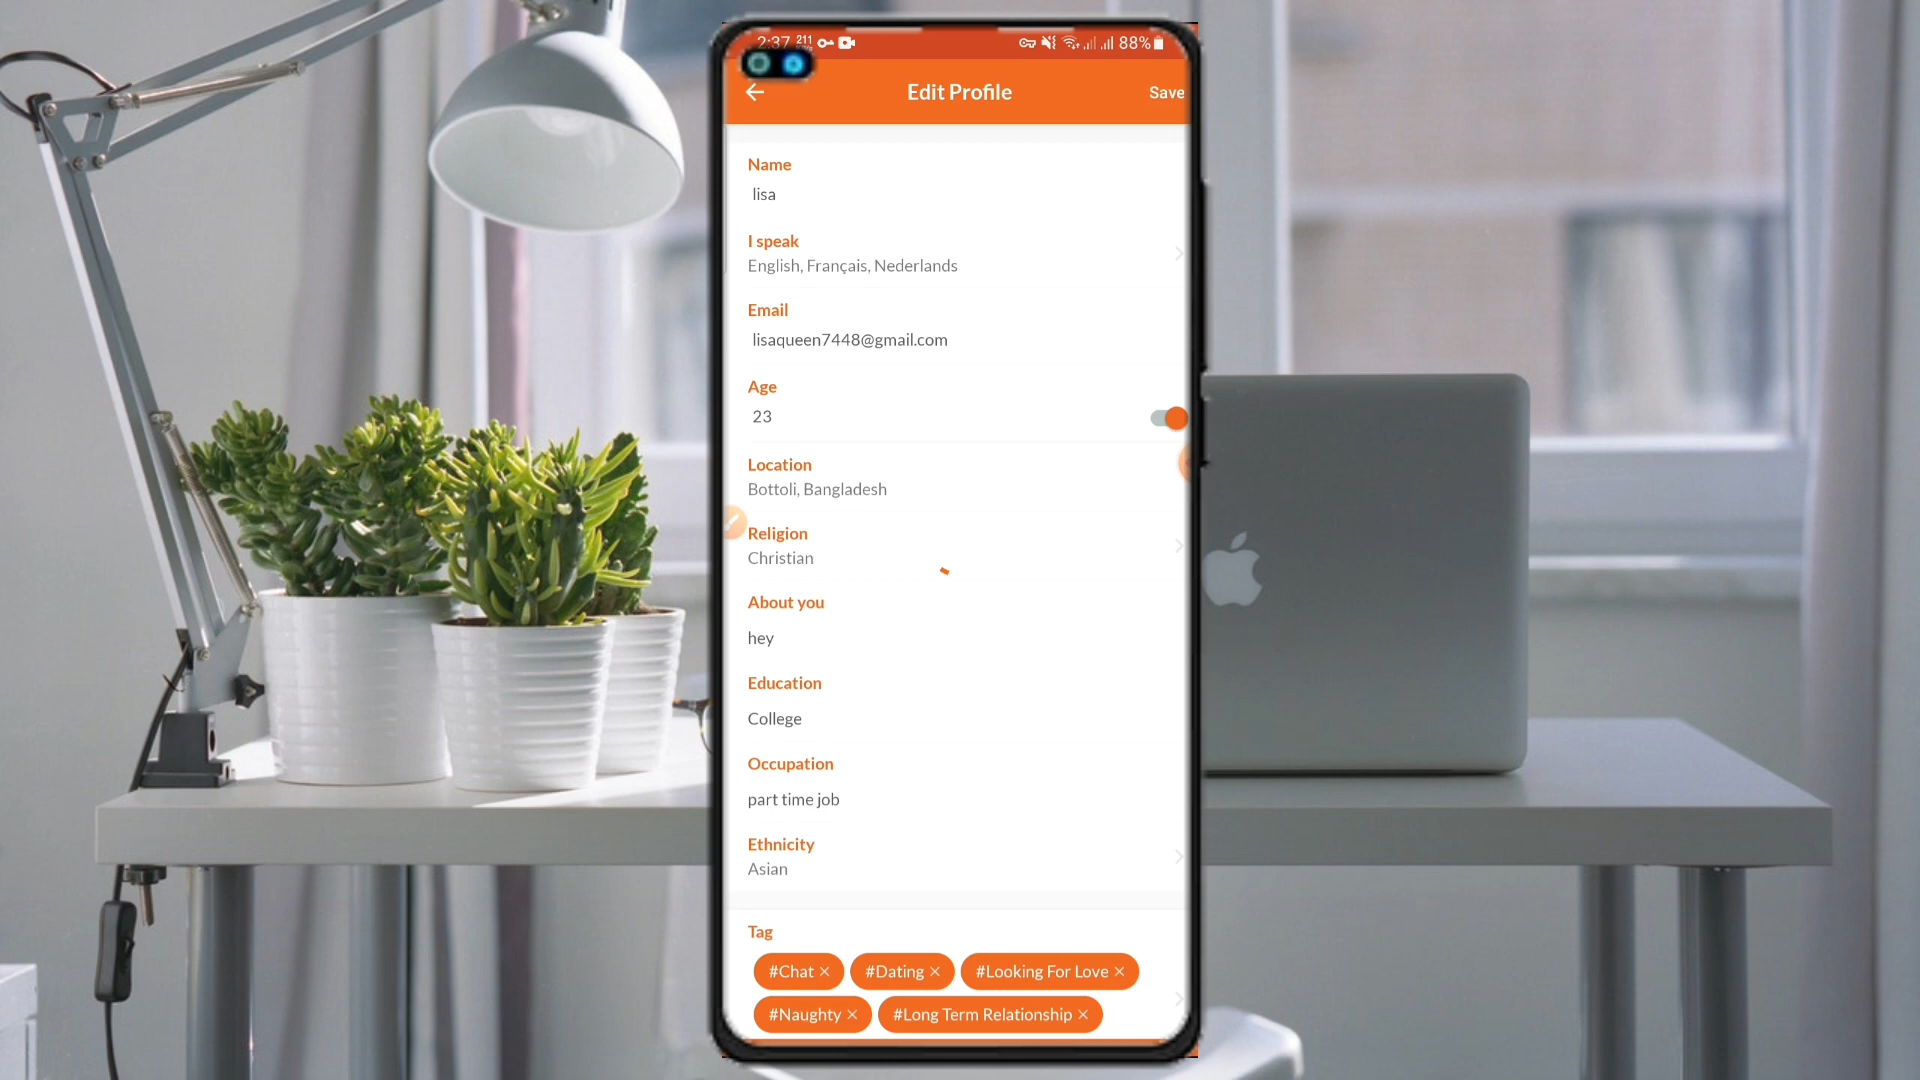 2:37 211
88%
Edit Profile
Save
Name
lisa
I speak
English, Français, Nederlands
Email
lisaqueen7448@gmail.com
Age
23
Location
Bottoli, Bangladesh
Religion
Christian
About you
hey
Education
College
Occupation
part time job
Ethnicity
Asian
Tag
#Chat × #Dating × #Looking For Love ×
#Naughty × #Long Term Relationship ×